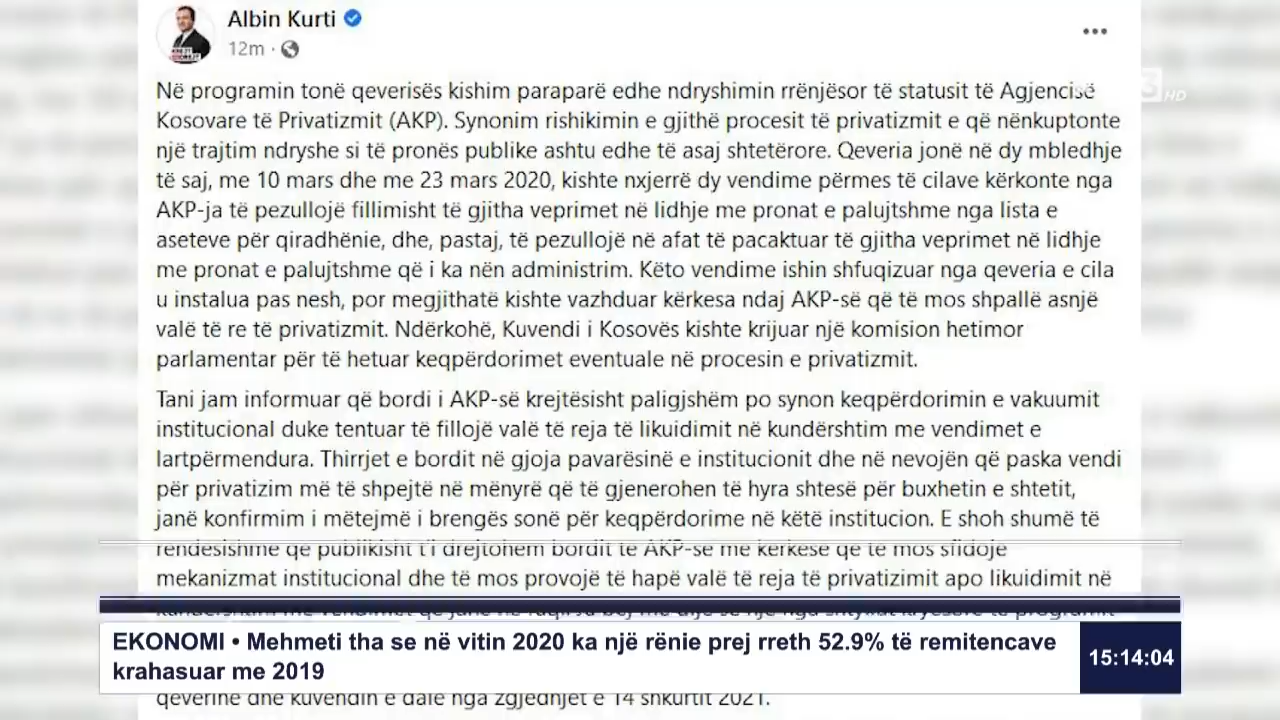 Albin Kurti
12m
Në programin tonë qeverisës kishim paraparë edhe ndryshimin rrënjësor të statusit të Agjencisë
3 HD
Kosovare të Privatizmit (AKP). Synonim rishikimin e gjithë procesit të privatizmit e që nënkuptonte
një trajtim ndryshe si të pronës publike ashtu edhe të asaj shtetërore. Qeveria jonë në dy mbledhje
të saj, me 10 mars dhe me 23 mars 2020, kishte nxjerrë dy vendime përmes të cilave kërkonte nga
AKP-ja të pezullojë fillimisht të gjitha veprimet në lidhje me pronat e palujtshme nga lista e
aseteve për qiradhënie, dhe, pastaj, të pezullojë në afat të pacaktuar të gjitha veprimet në lidhje
me pronat e palujtshme që i ka nën administrim. Këto vendime ishin shfuqizuar nga qeveria e cila
u instalua pas nesh, por megjithatë kishte vazhduar kërkesa ndaj AKP-së që të mos shpallë asnjë
valë të re të privatizmit. Ndërkohë, Kuvendi i Kosovës kishte krijuar një komision hetimor
parlamentar për të hetuar keqpërdorimet eventuale në procesin e privatizmit.
Tani jam informuar që bordi i AKP-së krejtësisht paligjshëm po synon keqpërdorimin e vakuumit
institucional duke tentuar të fillojë valë të reja të likuidimit në kundërshtim me vendimet e
lartpërmendura. Thirrjet e bordit në gjoja pavarësinë e institucionit dhe në nevojën që paska vendi
për privatizim më të shpejtë në mënyrë që të gjenerohen të hyra shtesë për buxhetin e shtetit,
janë konfirmim i mëtejmë i brengës sonë për keqpërdorime në këtë institucion. E shoh shumë të
rëndësishme që publikisht t'i drejtohem bordit të AKP-së me kërkesë që të mos sfidojë
mekanizmat institucional dhe të mos provojë të hapë valë të reja të privatizimit apo likuidimit në
EKONOMI • Mehmeti tha se në vitin 2020 ka një rënie prej rreth 52.9% të remitencave
krahasuar me 2019
15:14:04
qeverinë dhe kuvendin e dalë nga zgjedhjet e 14 shkurtit 2021.